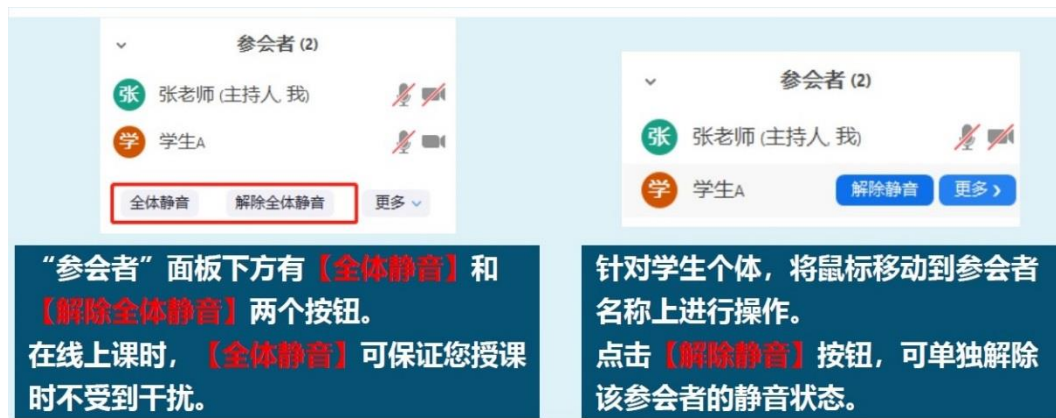 参会者 (2)
张 张老师 (主持人, 我)
学 学生A
全体静音 解除全体静音 更多
“参会者”面板下方有【全体静音】和
【解除全体静音】两个按钮。
在线上课时，【全体静音】可保证您授课
时不受到干扰。
参会者 (2)
张 张老师 (主持人, 我)
学 学生A 解除静音 更多 ›
针对学生个体，将鼠标移动到参会者
名称上进行操作。
点击【解除静音】按钮，可单独解除
该参会者的静音状态。